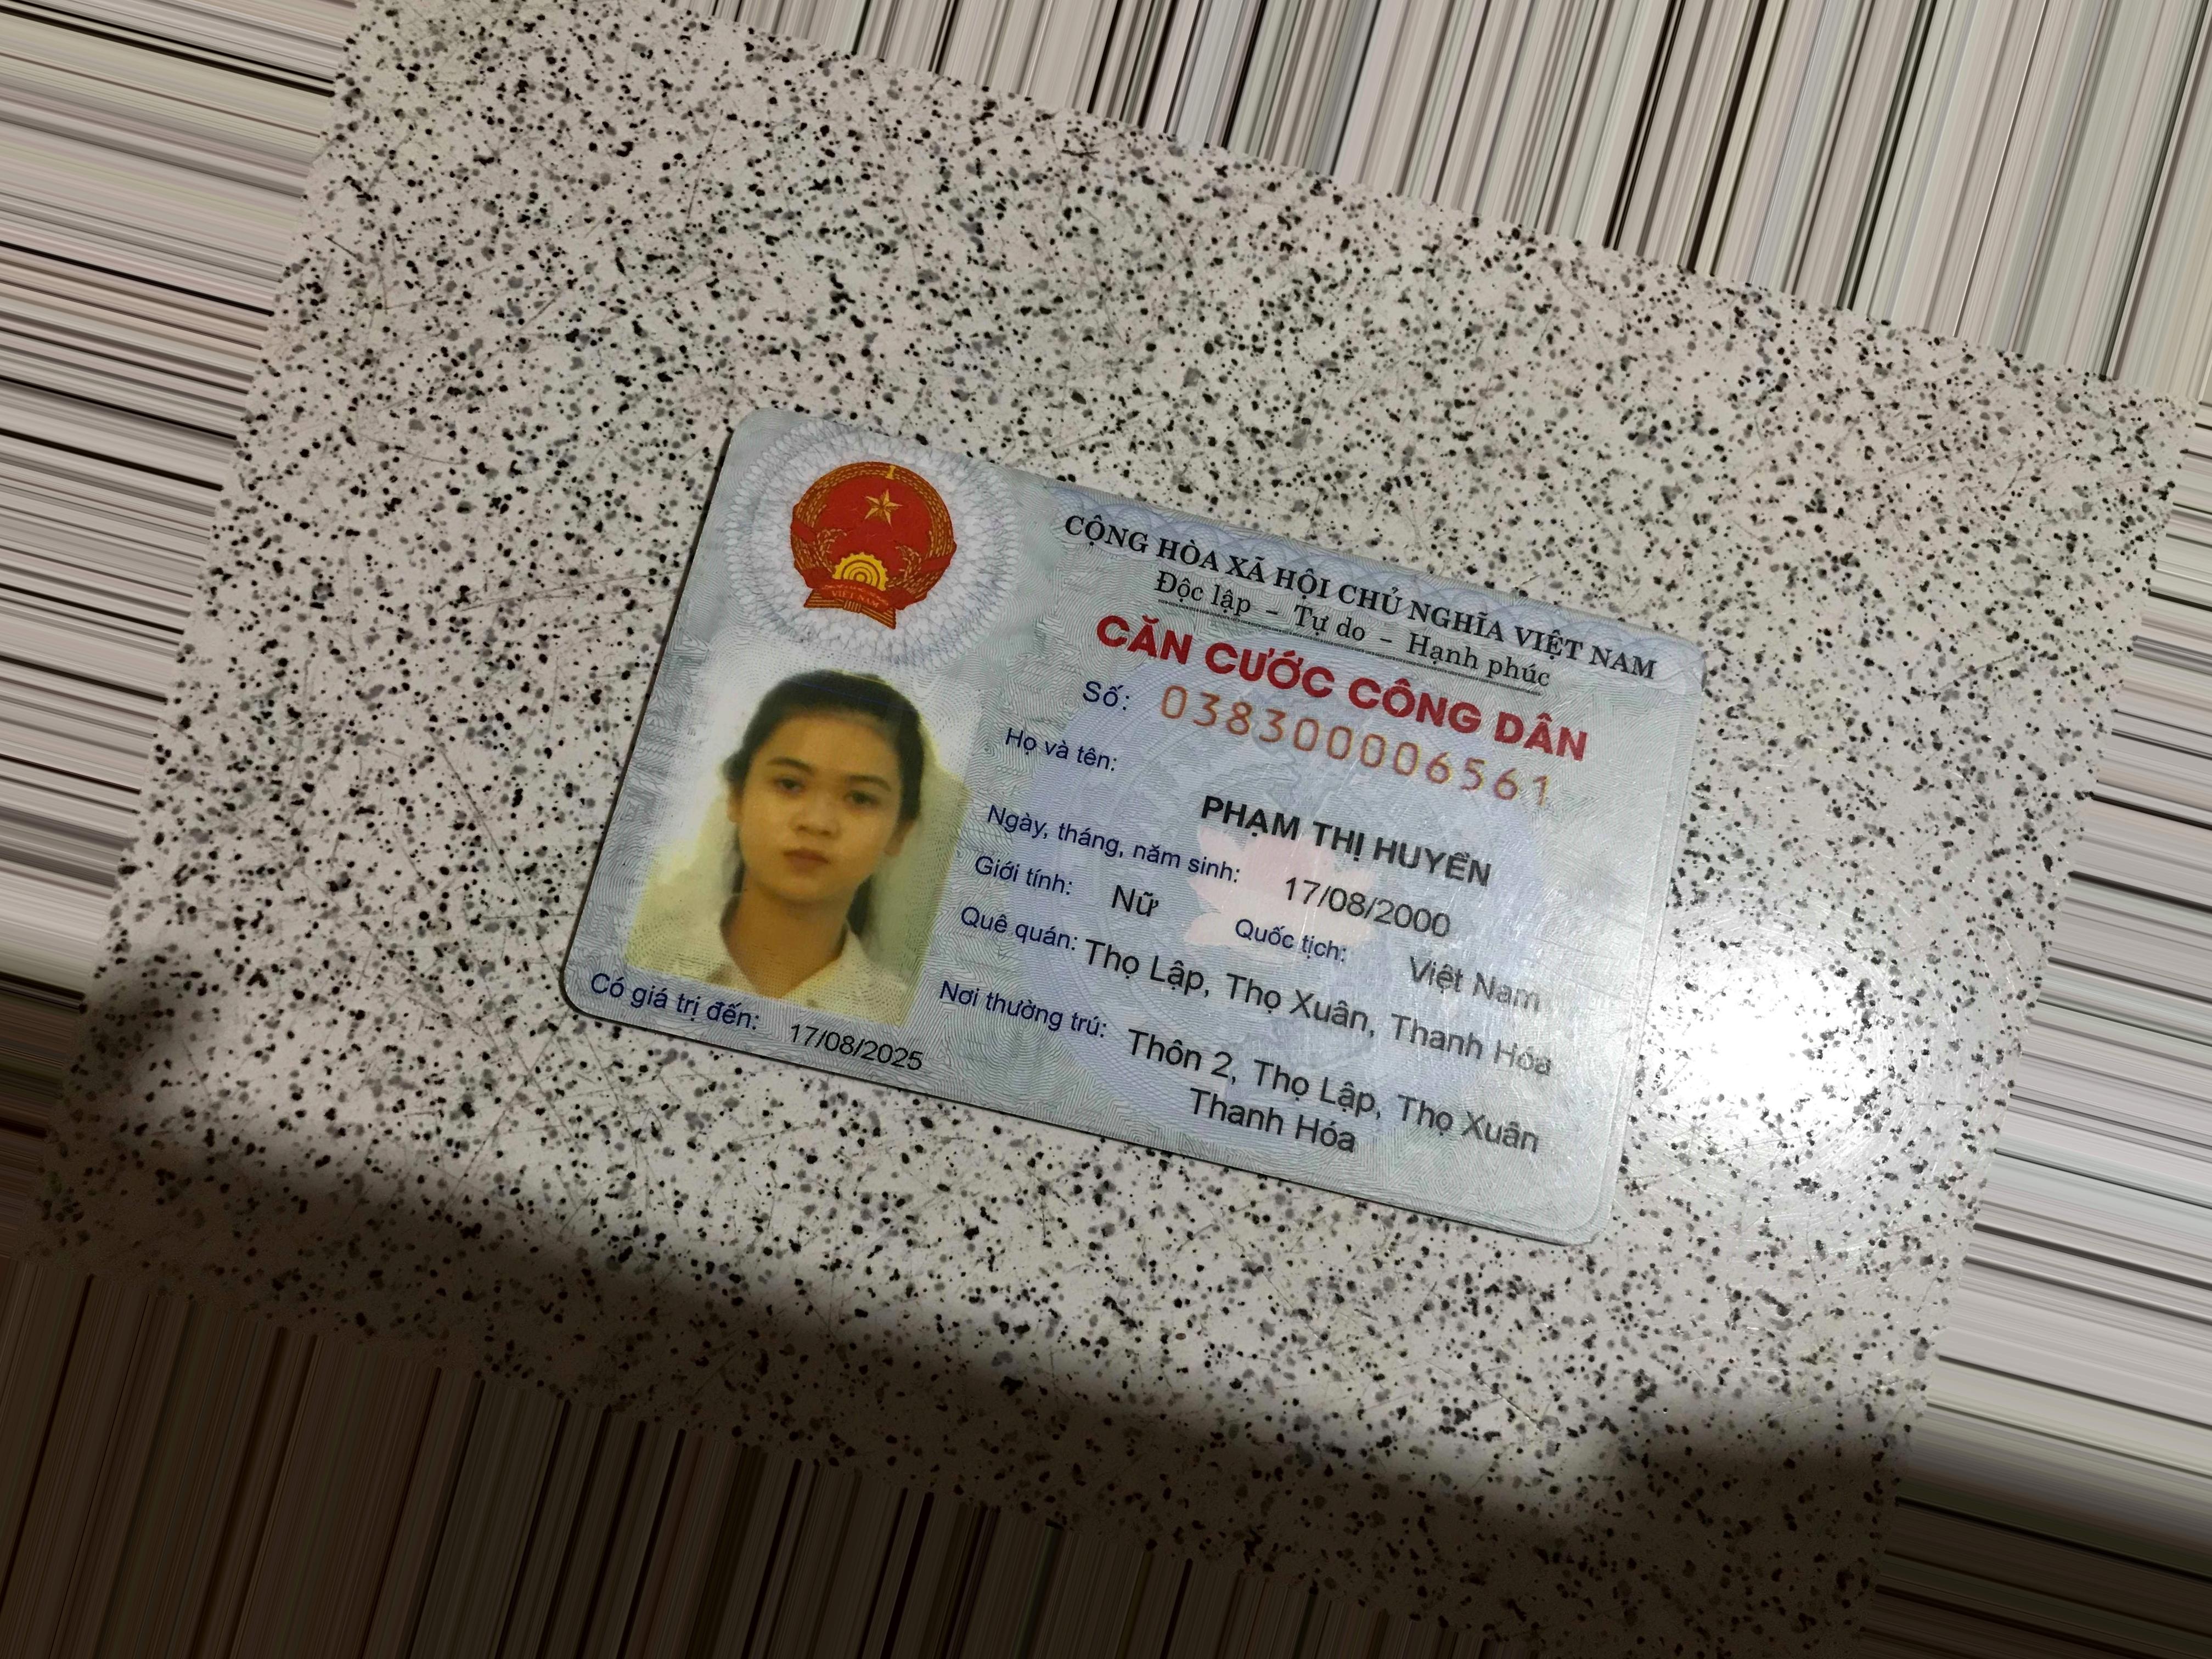 CỘNG HÒA XÃ HỘI CHỦ NGHĨA VIỆT NAM
Độc lập – Tự do – Hạnh phúc
CĂN CƯỚC CÔNG DÂN
Số: 038300006561
Họ và tên:
PHẠM THỊ HUYỀN
Ngày, tháng, năm sinh: 17/08/2000
Giới tính: Nữ Quốc tịch: Việt Nam
Quê quán: Thọ Lập, Thọ Xuân, Thanh Hóa
Nơi thường trú: Thôn 2, Thọ Lập, Thọ Xuân
Thanh Hóa
Có giá trị đến: 17/08/2025
VIỆT NAM